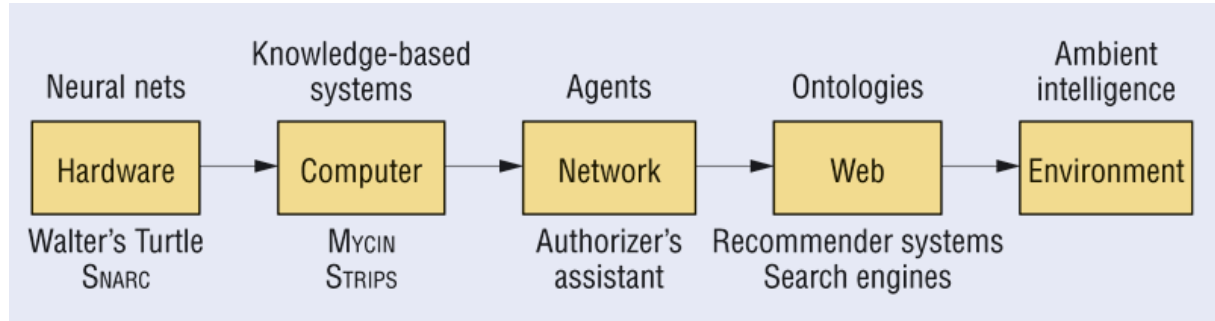 Neural nets
Knowledge-based
systems
Agents
Ontologies
Ambient
intelligence
Hardware
Computer
Network
Web
Environment
Walter's Turtle
SNARC
MYCIN
STRIPS
Authorizer's
assistant
Recommender systems
Search engines